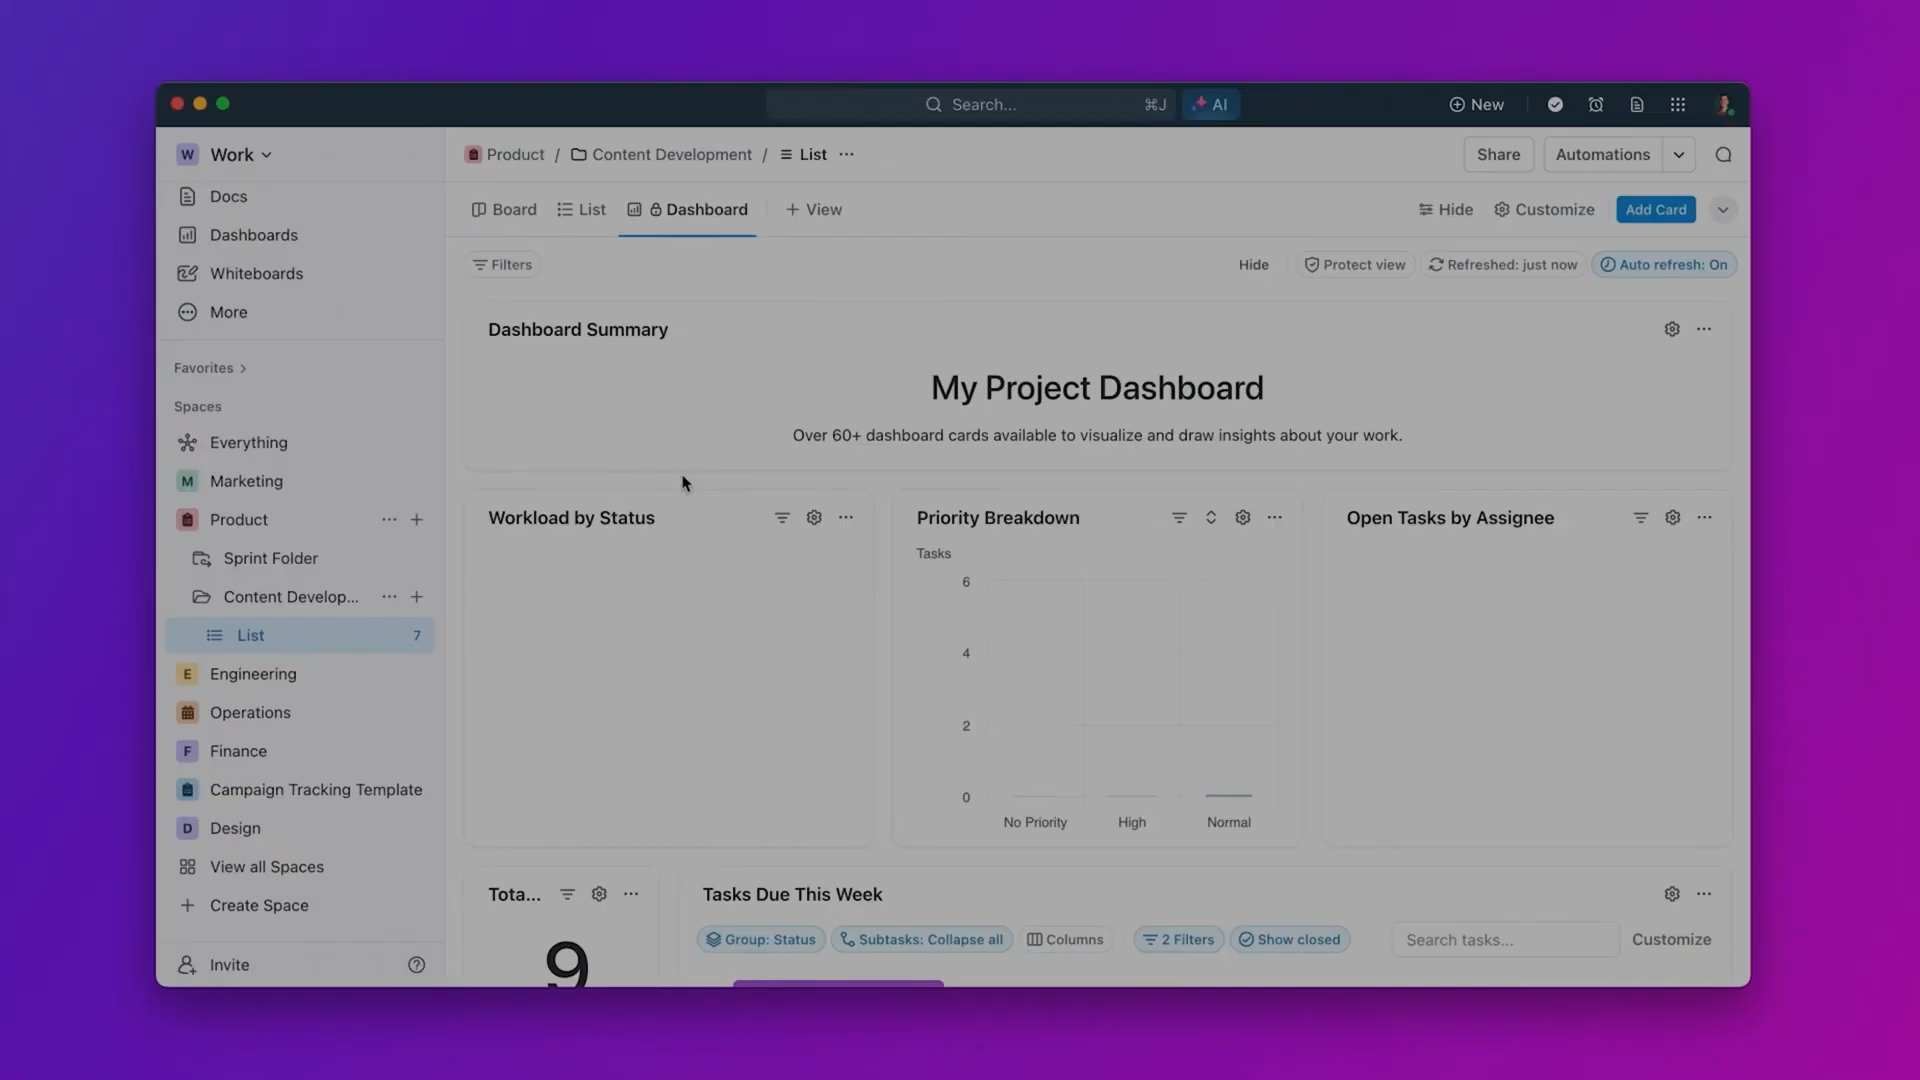 Search...
⌘J
AI
New
W
Work
Docs
Dashboards
Whiteboards
More
Favorites
Spaces
Everything
M
Marketing
Product
Sprint Folder
Content Develop...
List
7
E
Engineering
Operations
F
Finance
Campaign Tracking Template
D
Design
View all Spaces
Create Space
Invite
Product / Content Development / List
Share
Automations
Board
List
Dashboard
+ View
Hide
Customize
Add Card
Filters
Hide
Protect view
Refreshed: just now
Auto refresh: On
Dashboard Summary
My Project Dashboard
Over 60+ dashboard cards available to visualize and draw insights about your work.
Workload by Status
Priority Breakdown
Tasks
6
4
2
0
No Priority
High
Normal
Open Tasks by Assignee
Tota...
9
Tasks Due This Week
Group: Status
Subtasks: Collapse all
Columns
2 Filters
Show closed
Search tasks...
Customize